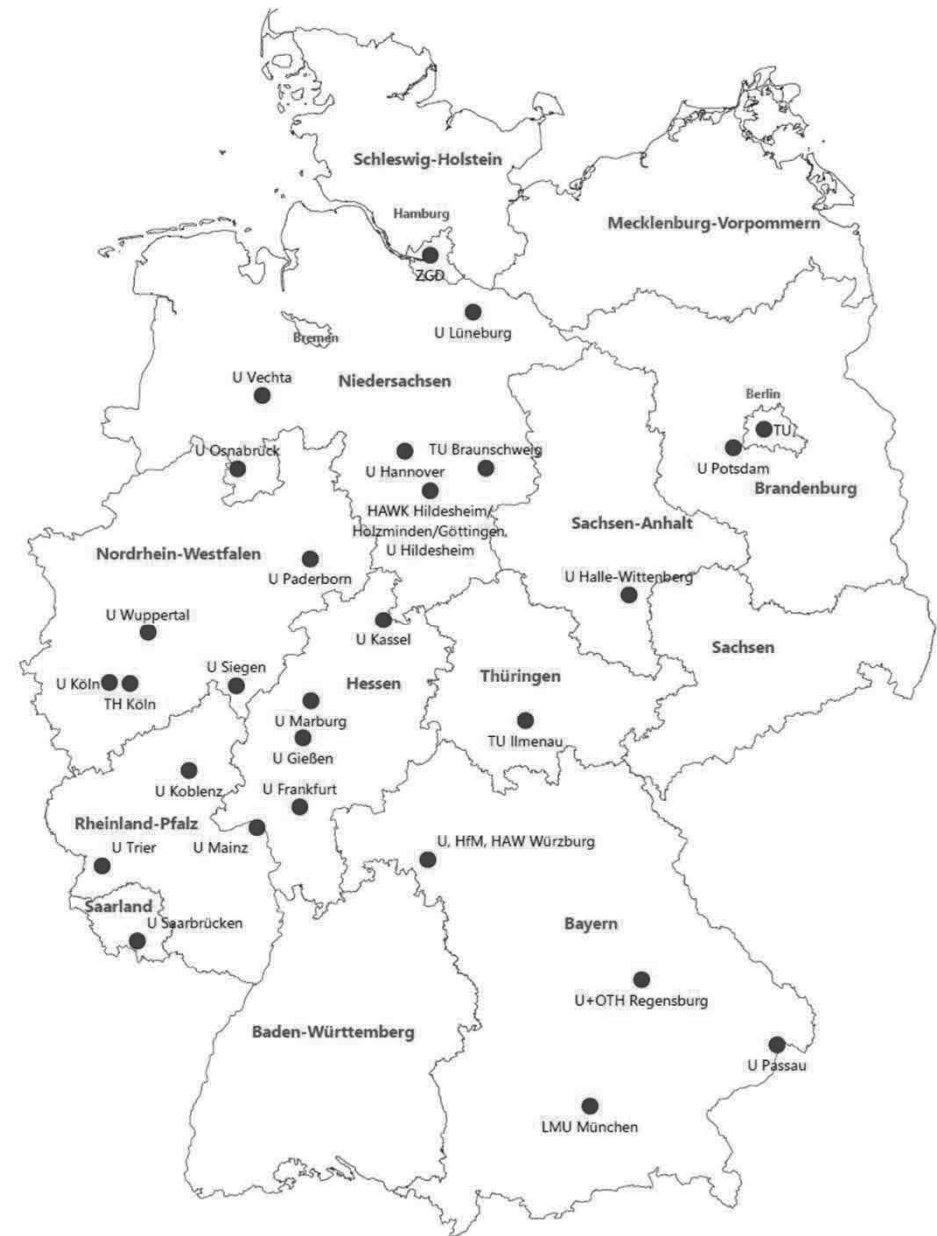 Schleswig-Holstein
Hamburg
Mecklenburg-Vorpommern
ZGD
U Lüneburg
Bremen
U Vechta
Niedersachsen
Berlin
TU
U Osnabrück
U Hannover
TU Braunschweig
U Potsdam
Brandenburg
HAWK Hildesheim/
Holzminden/Göttingen,
U Hildesheim
Sachsen-Anhalt
Nordrhein-Westfalen
U Paderborn
U Halle-Wittenberg
U Wuppertal
U Kassel
Sachsen
U Siegen
U Köln
TH Köln
Hessen
Thüringen
U Marburg
TU Ilmenau
U Gießen
U Koblenz
U Frankfurt
Rheinland-Pfalz
U Mainz
U, HfM, HAW Würzburg
U Trier
Saarland
U Saarbrücken
Bayern
U+OTH Regensburg
Baden-Württemberg
U Passau
LMU München